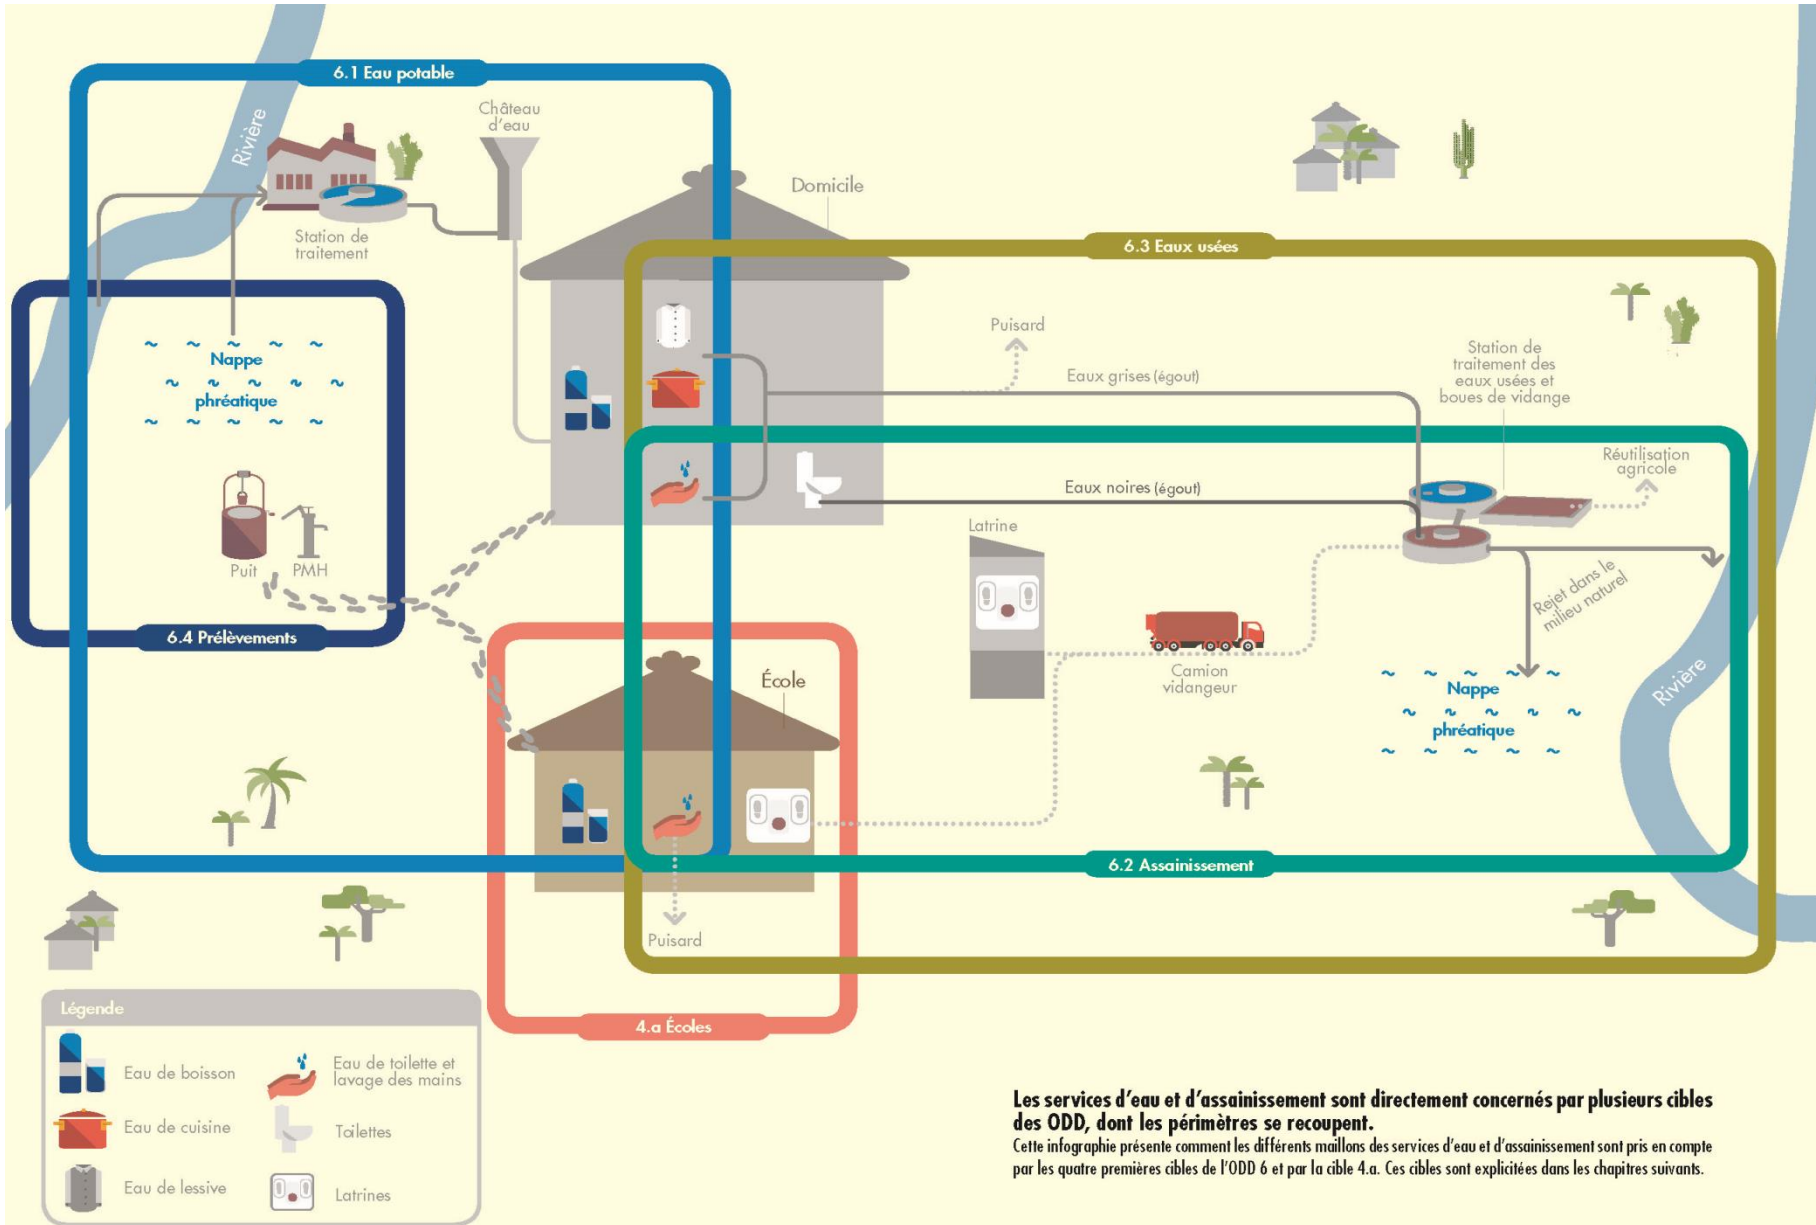 6.1 Eau potable
Rivière
Château
d'eau
Station de
traitement
Domicile
6.3 Eaux usées
Puisard
Eaux grises (égout)
Station de
traitement des
eaux usées et
boues de vidange
Nappe
phréatique
Réutilisation
agricole
Eaux noires (égout)
Latrine
Puit
PMH
6.4 Prélèvements
Rejet dans le
milieu naturel
Camion
vidangeur
École
Nappe
phréatique
Rivière
6.2 Assainissement
Puisard
4.a Écoles
Légende
Eau de boisson
Eau de toilette et
lavage des mains
Eau de cuisine
Toilettes
Eau de lessive
Latrines
Les services d'eau et d'assainissement sont directement concernés par plusieurs cibles
des ODD, dont les périmètres se recoupent.
Cette infographie présente comment les différents maillons des services d'eau et d'assainissement sont pris en compte
par les quatre premières cibles de l'ODD 6 et par la cible 4.a. Ces cibles sont explicitées dans les chapitres suivants.